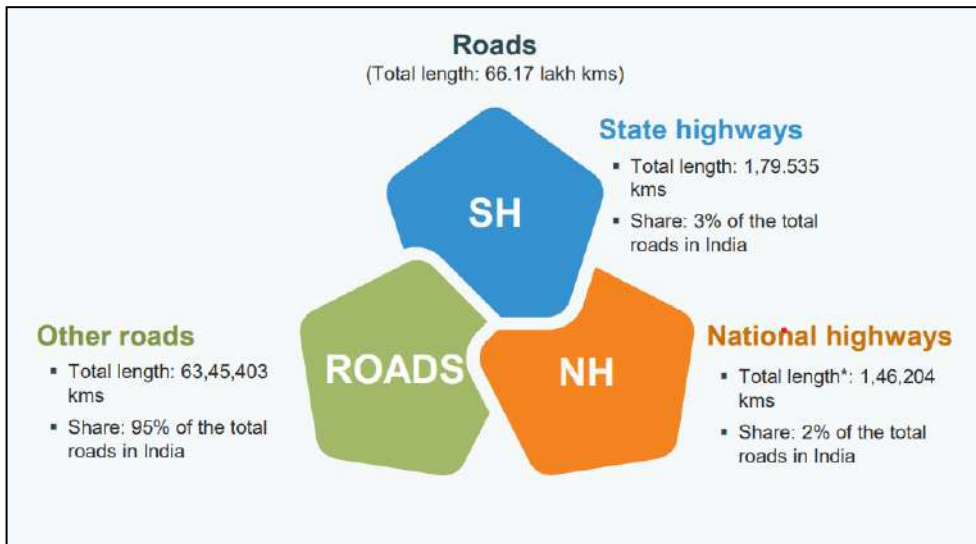 Roads
(Total length: 66.17 lakh kms)
State highways
▪ Total length: 1,79.535
kms
▪ Share: 3% of the total
roads in India
SH
Other roads
▪ Total length: 63,45,403
kms
▪ Share: 95% of the total
roads in India
ROADS
NH
National highways
▪ Total length*: 1,46,204
kms
▪ Share: 2% of the total
roads in India